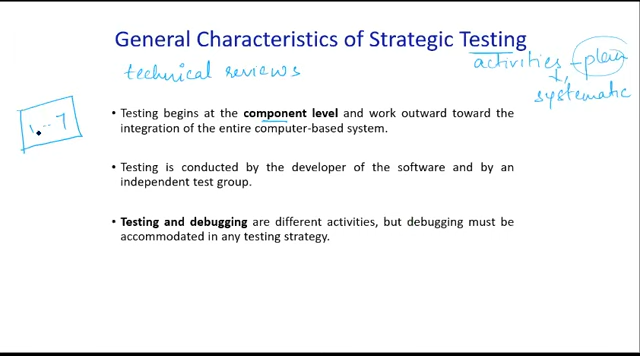 General Characteristics of Strategic Testing
activities - plan
technical reviews
systematic
1...7
• Testing begins at the component level and work outward toward the
integration of the entire computer-based system.
• Testing is conducted by the developer of the software and by an
independent test group.
• Testing and debugging are different activities, but debugging must be
accommodated in any testing strategy.